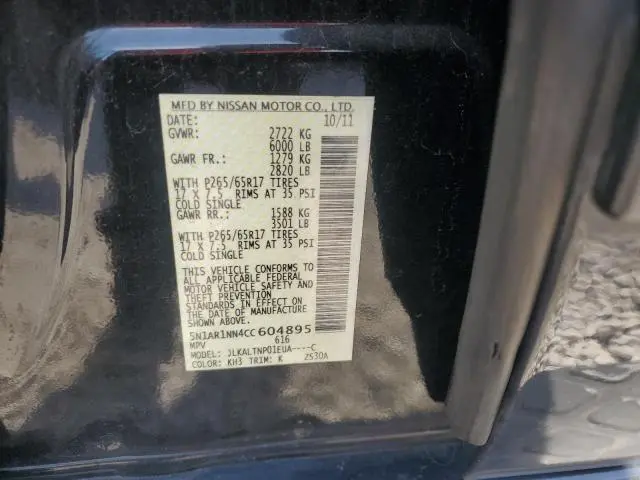 MFD BY NISSAN MOTOR CO., LTD.
DATE: 10/11
GVWR: 2722 KG
6000 LB
GAWR FR.: 1279 KG
2820 LB
WITH P265/65R17 TIRES
17 X 7.5 RIMS AT 35 PSI
COLD SINGLE
GAWR RR.: 1588 KG
3501 LB
WITH P265/65R17 TIRES
17 X 7.5 RIMS AT 35 PSI
COLD SINGLE
THIS VEHICLE CONFORMS TO
ALL APPLICABLE FEDERAL
MOTOR VEHICLE SAFETY AND
THEFT PREVENTION
STANDARDS IN EFFECT ON
THE DATE OF MANUFACTURE
SHOWN ABOVE.
5N1AR1NN4CC604895
MPV 616
MODEL: JLKALTNP01EUA----C
COLOR: KH3 TRIM: K ZS30A